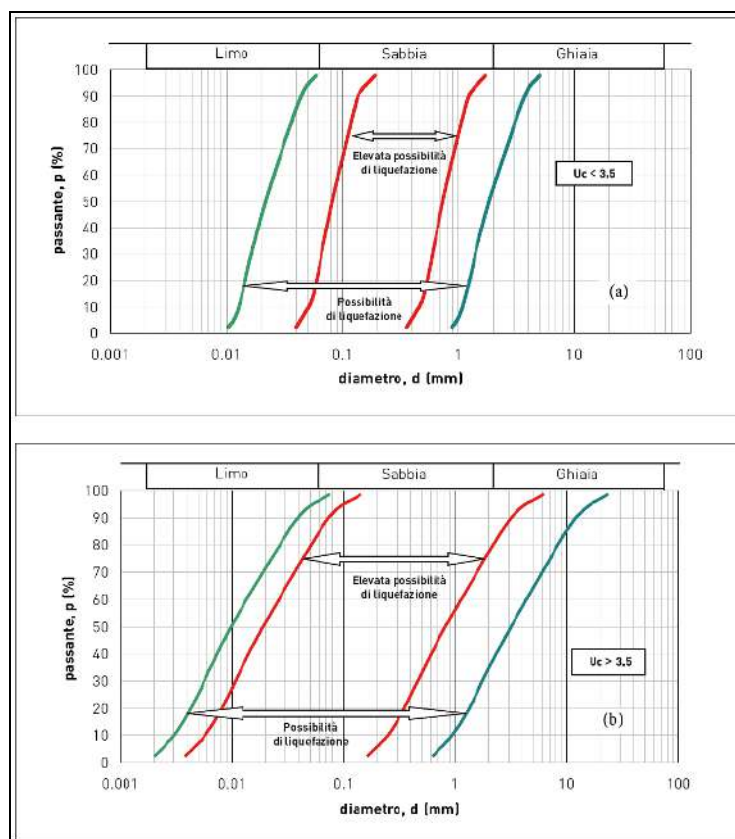 Limo Sabbia Ghiaia
100
90
80
70
60
50
40
30
20
10
0
passante, p (%)
Elevata possibilità
di liquefazione
Uc < 3,5
Possibilità
di liquefazione
(a)
0.001 0.01 0.1 1 10 100
diametro, d (mm)
Limo Sabbia Ghiaia
100
90
80
70
60
50
40
30
20
10
0
passante, p (%)
Elevata possibilità
di liquefazione
Uc > 3,5
Possibilità
di liquefazione
(b)
0.001 0.01 0.1 1 10 100
diametro, d (mm)